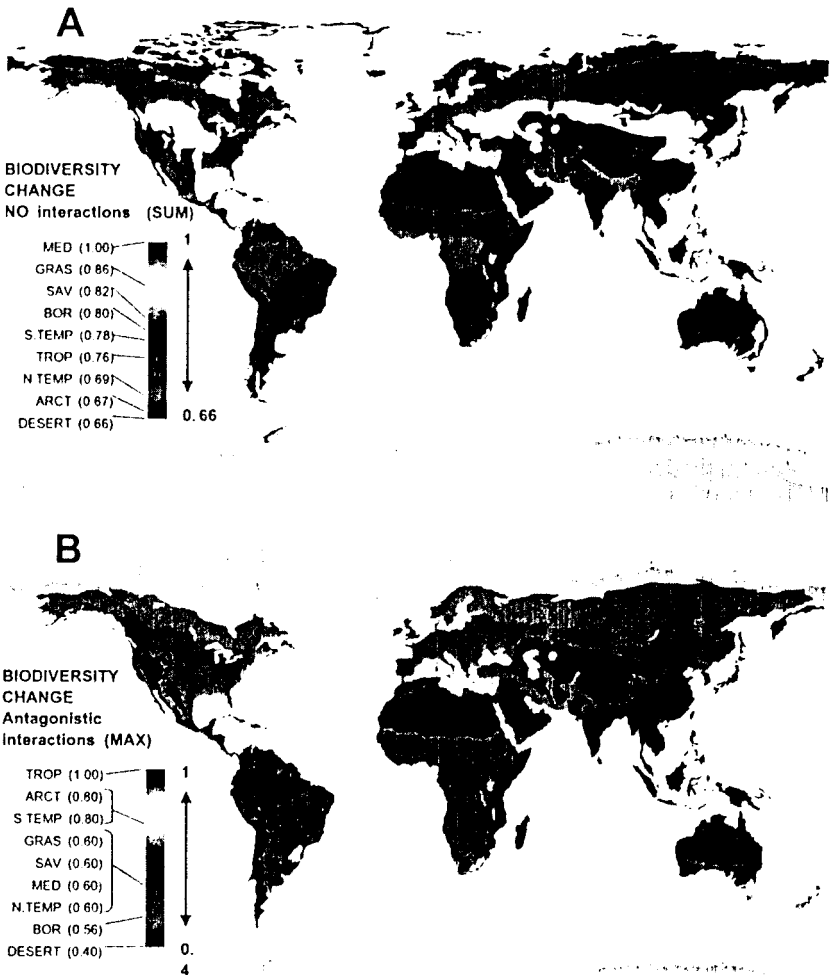 A
BIODIVERSITY
CHANGE
NO interactions (SUM)
MED (1.00)
1
GRAS (0.86)
SAV (0.82)
BOR (0.80)
S.TEMP (0.78)
TROP (0.76)
N TEMP (0.69)
ARCT (0.67)
DESERT (0.66)
0.66
B
BIODIVERSITY
CHANGE
Antagonistic
interactions (MAX)
TROP (1.00)
1
ARCT (0.80)
S TEMP (0.80)
GRAS (0.60)
SAV (0.60)
MED (0.60)
N.TEMP (0.60)
BOR (0.56)
DESERT (0.40)
0.
4